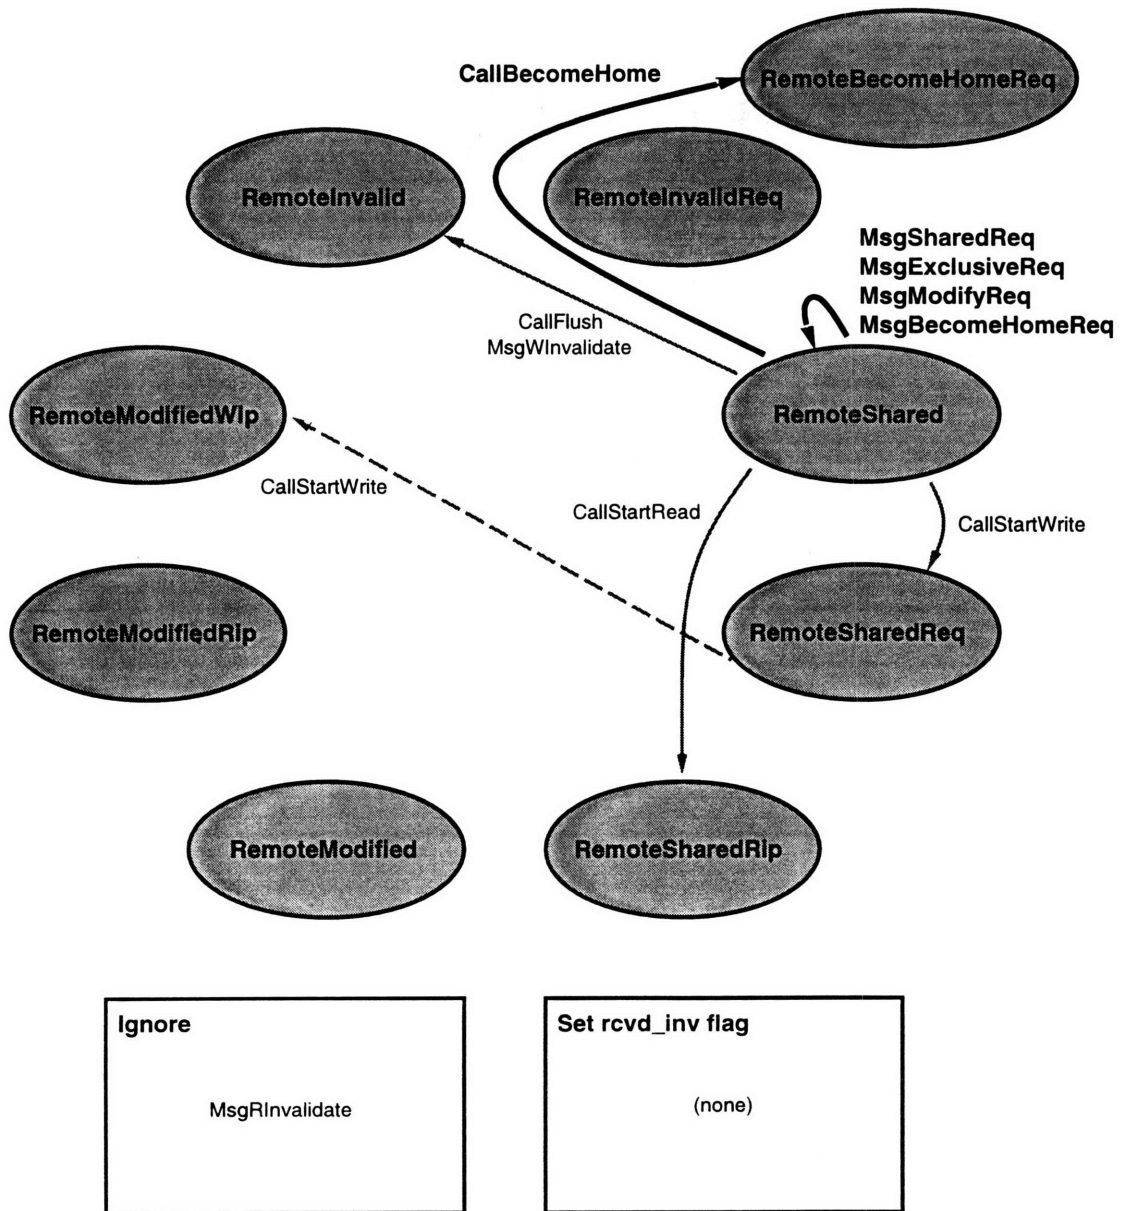 CallBecomeHome
RemoteBecomeHomeReq
RemoteInvalid
RemoteInvalidReq
MsgSharedReq
MsgExclusiveReq
MsgModifyReq
MsgBecomeHomeReq
CallFlush
MsgWInvalidate
RemoteModifiedWip
RemoteShared
CallStartWrite
CallStartRead
CallStartWrite
RemoteModifiedRip
RemoteSharedReq
RemoteModified
RemoteSharedRip
Ignore
MsgRInvalidate
Set rcvd_inv flag
(none)